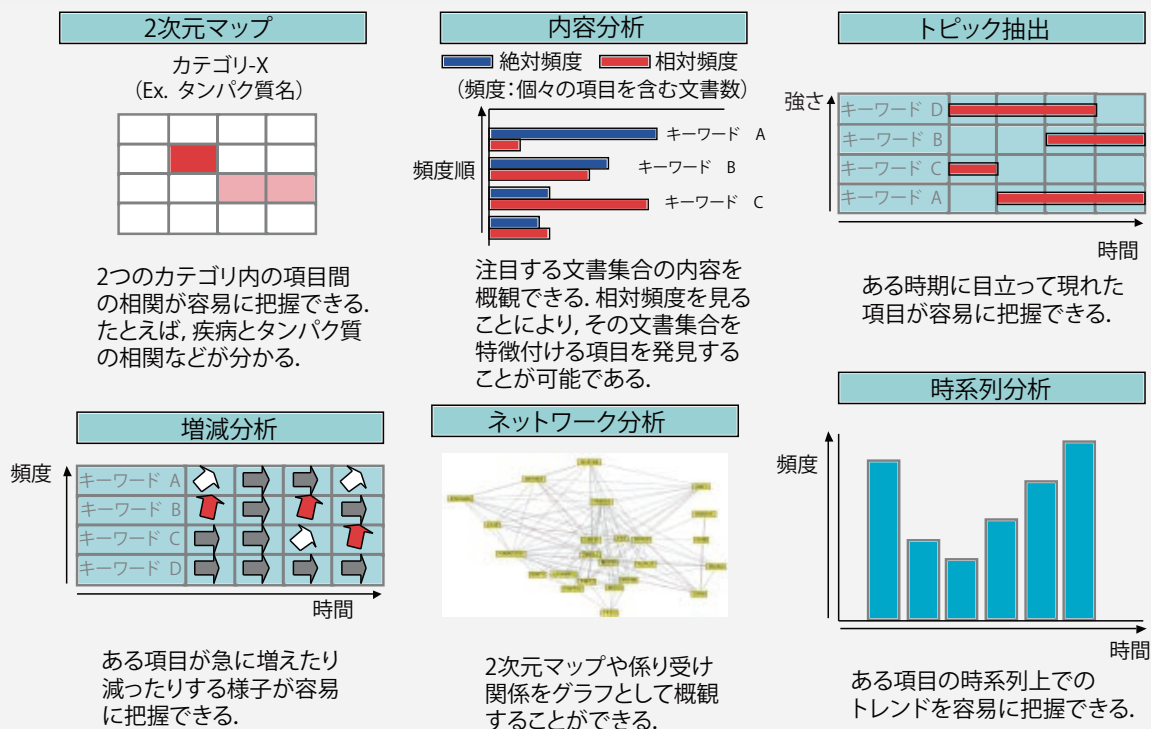 2次元マップ
カテゴリ-X
（Ex. タンパク質名）
2つのカテゴリ内の項目間
の相関が容易に把握できる.
たとえば, 疾病とタンパク質
の相関などが分かる.
内容分析
絶対頻度 相対頻度
（頻度：個々の項目を含む文書数）
頻度順
キーワード A
キーワード B
キーワード C
注目する文書集合の内容を
概観できる. 相対頻度を見る
ことにより, その文書集合を
特徴付ける項目を発見する
ことが可能である.
トピック抽出
強さ
キーワード D
キーワード B
キーワード C
キーワード A
時間
ある時期に目立って現れた
項目が容易に把握できる.
増減分析
頻度
キーワード A
キーワード B
キーワード C
キーワード D
時間
ある項目が急に増えたり
減ったりする様子が容易
に把握できる.
ネットワーク分析
2次元マップや係り受け
関係をグラフとして概観
することができる.
時系列分析
頻度
時間
ある項目の時系列上での
トレンドを容易に把握できる.